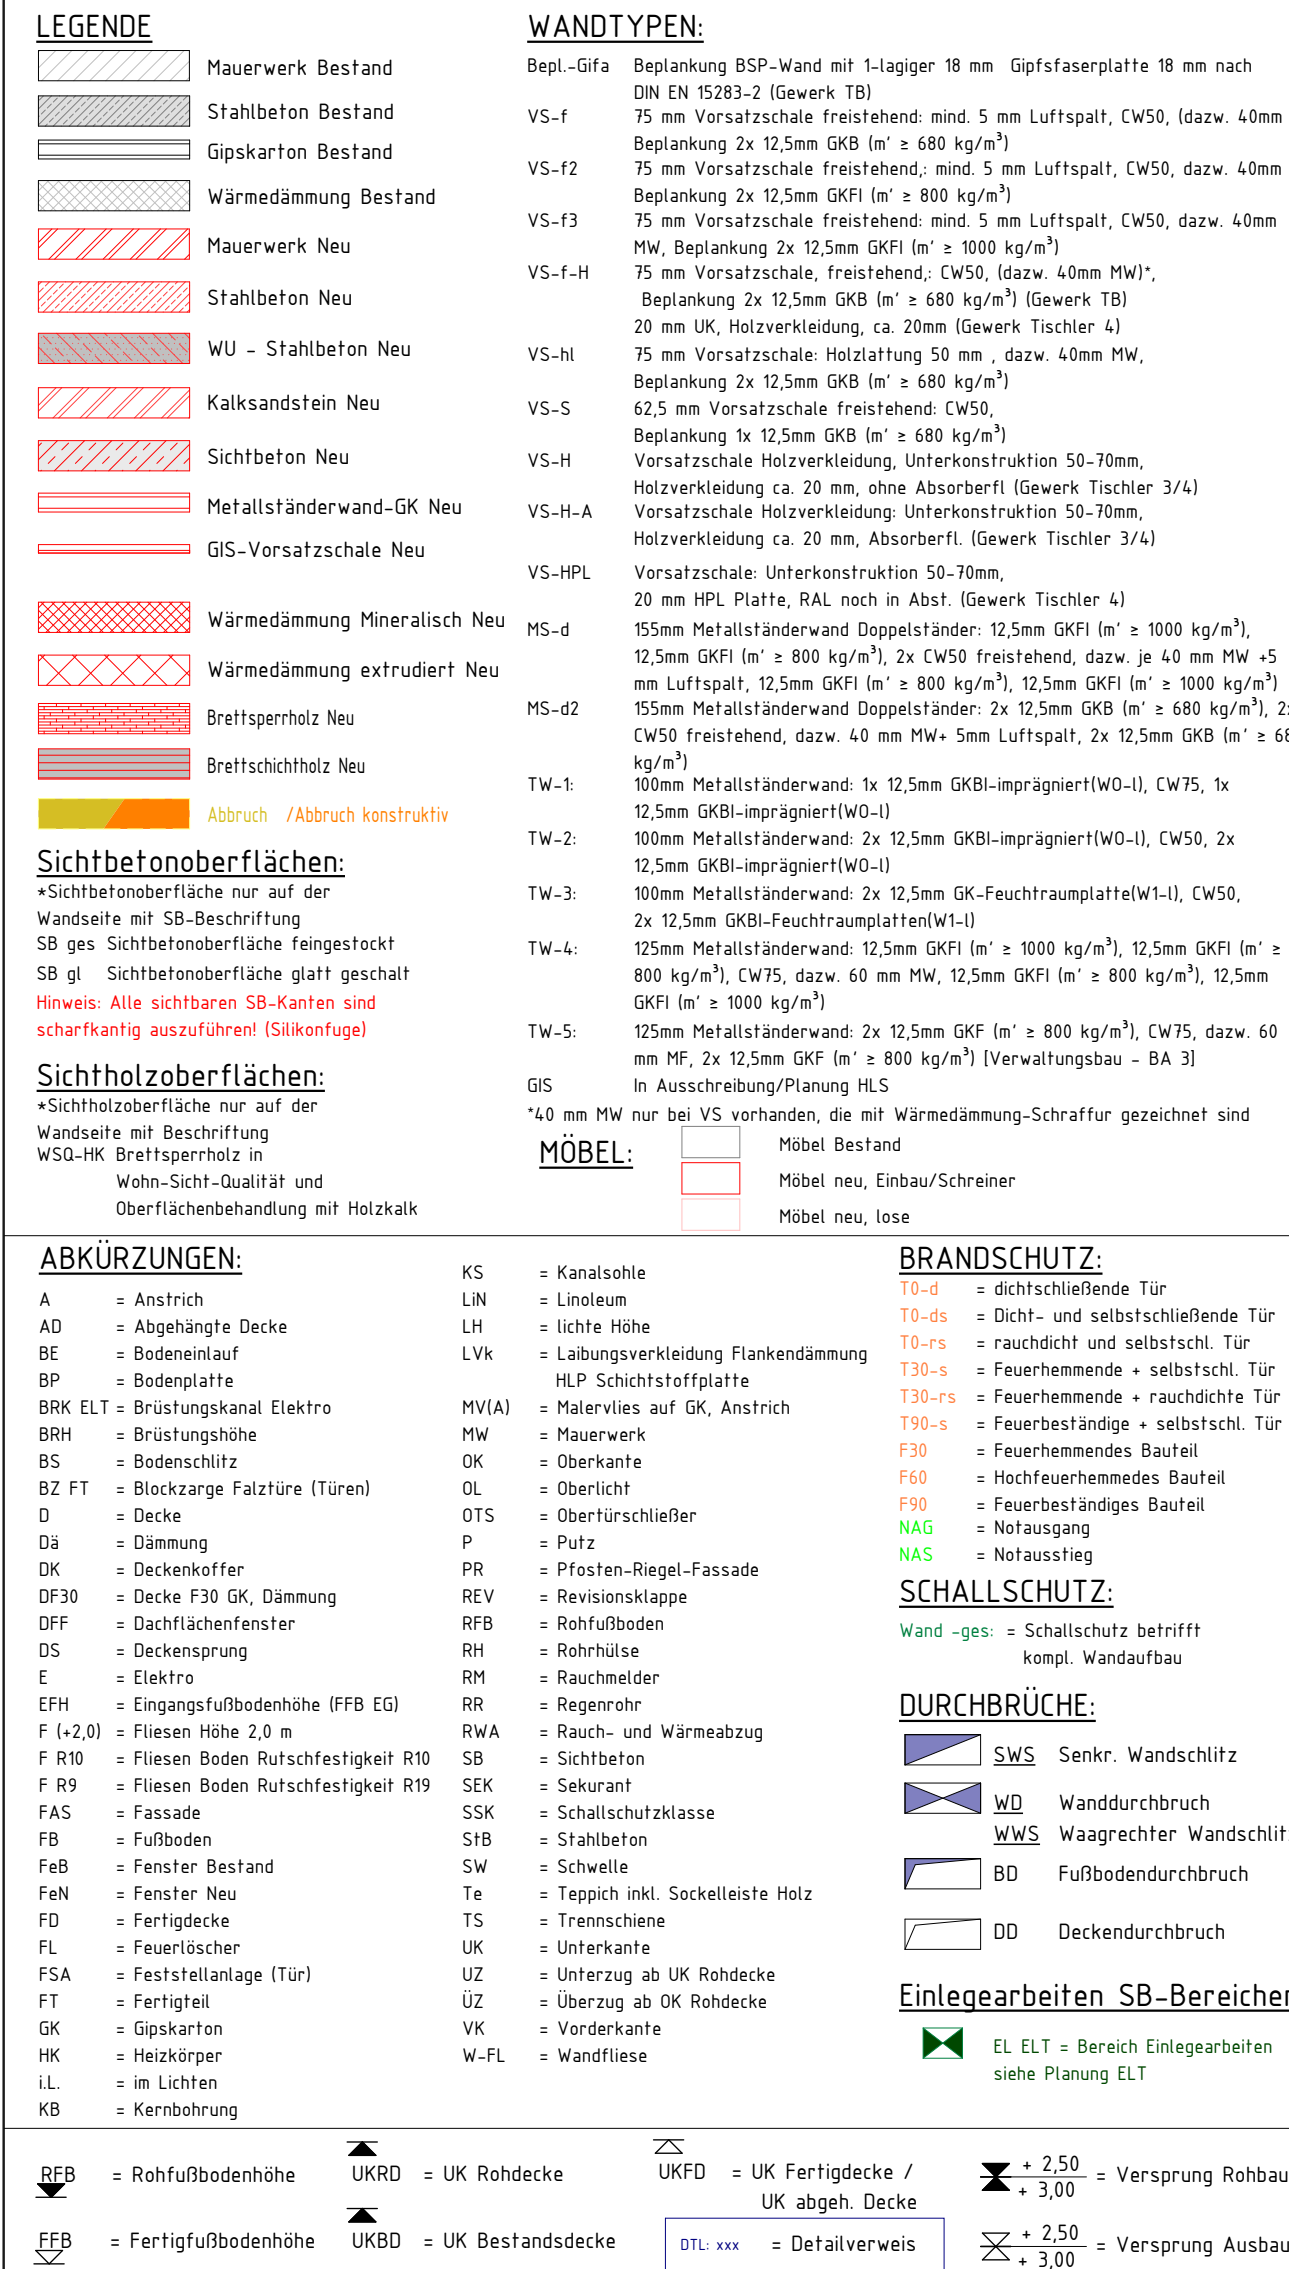 LEGENDE
Mauerwerk Bestand
Stahlbeton Bestand
Gipskarton Bestand
Wärmedämmung Bestand
Mauerwerk Neu
Stahlbeton Neu
WU - Stahlbeton Neu
Kalksandstein Neu
Sichtbeton Neu
Metallständerwand-GK Neu
GIS-Vorsatzschale Neu
Wärmedämmung Mineralisch Neu
Wärmedämmung extrudiert Neu
Brettsperrholz Neu
Brettschichtholz Neu
Abbruch /Abbruch konstruktiv
Sichtbetonoberflächen:
*Sichtbetonoberfläche nur auf der
Wandseite mit SB-Beschriftung
SB ges Sichtbetonoberfläche feingestockt
SB gl Sichtbetonoberfläche glatt geschalt
Hinweis: Alle sichtbaren SB-Kanten sind
scharfkantig auszuführen! (Silikonfuge)
Sichtholzoberflächen:
*Sichtholzoberfläche nur auf der
Wandseite mit Beschriftung
WSQ-HK Brettsperrholz in
Wohn-Sicht-Qualität und
Oberflächenbehandlung mit Holzkalk
WANDTYPEN:
Bepl.-Gifa Beplankung BSP-Wand mit 1-lagiger 18 mm Gipfsfaserplatte 18 mm nach
DIN EN 15283-2 (Gewerk TB)
VS-f 75 mm Vorsatzschale freistehend: mind. 5 mm Luftspalt, CW50, (dazw. 40mm
Beplankung 2x 12,5mm GKB (m' ≥ 680 kg/m³)
VS-f2 75 mm Vorsatzschale freistehend,: mind. 5 mm Luftspalt, CW50, dazw. 40mm
Beplankung 2x 12,5mm GKFI (m' ≥ 800 kg/m³)
VS-f3 75 mm Vorsatzschale freistehend: mind. 5 mm Luftspalt, CW50, dazw. 40mm
MW, Beplankung 2x 12,5mm GKFI (m' ≥ 1000 kg/m³)
VS-f-H 75 mm Vorsatzschale, freistehend,: CW50, (dazw. 40mm MW)*,
Beplankung 2x 12,5mm GKB (m' ≥ 680 kg/m³) (Gewerk TB)
20 mm UK, Holzverkleidung, ca. 20mm (Gewerk Tischler 4)
VS-hl 75 mm Vorsatzschale: Holzlattung 50 mm , dazw. 40mm MW,
Beplankung 2x 12,5mm GKB (m' ≥ 680 kg/m³)
VS-S 62,5 mm Vorsatzschale freistehend: CW50,
Beplankung 1x 12,5mm GKB (m' ≥ 680 kg/m³)
VS-H Vorsatzschale Holzverkleidung, Unterkonstruktion 50-70mm,
Holzverkleidung ca. 20 mm, ohne Absorberfl (Gewerk Tischler 3/4)
VS-H-A Vorsatzschale Holzverkleidung: Unterkonstruktion 50-70mm,
Holzverkleidung ca. 20 mm, Absorberfl. (Gewerk Tischler 3/4)
VS-HPL Vorsatzschale: Unterkonstruktion 50-70mm,
20 mm HPL Platte, RAL noch in Abst. (Gewerk Tischler 4)
MS-d 155mm Metallständerwand Doppelständer: 12,5mm GKFI (m' ≥ 1000 kg/m³),
12,5mm GKFI (m' ≥ 800 kg/m³), 2x CW50 freistehend, dazw. je 40 mm MW +5
mm Luftspalt, 12,5mm GKFI (m' ≥ 800 kg/m³), 12,5mm GKFI (m' ≥ 1000 kg/m³)
MS-d2 155mm Metallständerwand Doppelständer: 2x 12,5mm GKB (m' ≥ 680 kg/m³), 2x
CW50 freistehend, dazw. 40 mm MW+ 5mm Luftspalt, 2x 12,5mm GKB (m' ≥ 68
kg/m³)
TW-1: 100mm Metallständerwand: 1x 12,5mm GKBI-imprägniert(WO-l), CW75, 1x
12,5mm GKBI-imprägniert(WO-l)
TW-2: 100mm Metallständerwand: 2x 12,5mm GKBI-imprägniert(WO-l), CW50, 2x
12,5mm GKBI-imprägniert(WO-l)
TW-3: 100mm Metallständerwand: 2x 12,5mm GK-Feuchtraumplatte(W1-l), CW50,
2x 12,5mm GKBI-Feuchtraumplatten(W1-l)
TW-4: 125mm Metallständerwand: 12,5mm GKFI (m' ≥ 1000 kg/m³), 12,5mm GKFI (m' ≥
800 kg/m³), CW75, dazw. 60 mm MW, 12,5mm GKFI (m' ≥ 800 kg/m³), 12,5mm
GKFI (m' ≥ 1000 kg/m³)
TW-5: 125mm Metallständerwand: 2x 12,5mm GKF (m' ≥ 800 kg/m³), CW75, dazw. 60
mm MF, 2x 12,5mm GKF (m' ≥ 800 kg/m³) [Verwaltungsbau - BA 3]
GIS In Ausschreibung/Planung HLS
*40 mm MW nur bei VS vorhanden, die mit Wärmedämmung-Schraffur gezeichnet sind
MÖBEL:
Möbel Bestand
Möbel neu, Einbau/Schreiner
Möbel neu, lose
ABKÜRZUNGEN:
A = Anstrich
AD = Abgehängte Decke
BE = Bodeneinlauf
BP = Bodenplatte
BRK ELT = Brüstungskanal Elektro
BRH = Brüstungshöhe
BS = Bodenschlitz
BZ FT = Blockzarge Falztüre (Türen)
D = Decke
Dä = Dämmung
DK = Deckenkoffer
DF30 = Decke F30 GK, Dämmung
DFF = Dachflächenfenster
DS = Deckensprung
E = Elektro
EFH = Eingangsfußbodenhöhe (FFB EG)
F (+2,0) = Fliesen Höhe 2,0 m
F R10 = Fliesen Boden Rutschfestigkeit R10
F R9 = Fliesen Boden Rutschfestigkeit R19
FAS = Fassade
FB = Fußboden
FeB = Fenster Bestand
FeN = Fenster Neu
FD = Fertigdecke
FL = Feuerlöscher
FSA = Feststellanlage (Tür)
FT = Fertigteil
GK = Gipskarton
HK = Heizkörper
i.L. = im Lichten
KB = Kernbohrung
KS = Kanalsohle
LiN = Linoleum
LH = lichte Höhe
LVk = Laibungsverkleidung Flankendämmung
HLP Schichtstoffplatte
MV(A) = Malervlies auf GK, Anstrich
MW = Mauerwerk
OK = Oberkante
OL = Oberlicht
OTS = Obertürschließer
P = Putz
PR = Pfosten-Riegel-Fassade
REV = Revisionsklappe
RFB = Rohfußboden
RH = Rohrhülse
RM = Rauchmelder
RR = Regenrohr
RWA = Rauch- und Wärmeabzug
SB = Sichtbeton
SEK = Sekurant
SSK = Schallschutzklasse
StB = Stahlbeton
SW = Schwelle
Te = Teppich inkl. Sockelleiste Holz
TS = Trennschiene
UK = Unterkante
UZ = Unterzug ab UK Rohdecke
ÜZ = Überzug ab OK Rohdecke
VK = Vorderkante
W-FL = Wandfliese
BRANDSCHUTZ:
T0-d = dichtschließende Tür
T0-ds = Dicht- und selbstschließende Tür
T0-rs = rauchdicht und selbstschl. Tür
T30-s = Feuerhemmende + selbstschl. Tür
T30-rs = Feuerhemmende + rauchdichte Tür
T90-s = Feuerbeständige + selbstschl. Tür
F30 = Feuerhemmendes Bauteil
F60 = Hochfeuerhemmedes Bauteil
F90 = Feuerbeständiges Bauteil
NAG = Notausgang
NAS = Notausstieg
SCHALLSCHUTZ:
Wand -ges: = Schallschutz betrifft
kompl. Wandaufbau
DURCHBRÜCHE:
SWS Senkr. Wandschlitz
WD Wanddurchbruch
WWS Waagrechter Wandschlitz
BD Fußbodendurchbruch
DD Deckendurchbruch
Einlegearbeiten SB-Bereichen
EL ELT = Bereich Einlegearbeiten
siehe Planung ELT
RFB = Rohfußbodenhöhe
FFB = Fertigfußbodenhöhe
UKRD = UK Rohdecke
UKBD = UK Bestandsdecke
UKFD = UK Fertigdecke /
UK abgeh. Decke
DTL: xxx = Detailverweis
+ 2,50
+ 3,00 = Versprung Rohbau
+ 2,50
+ 3,00 = Versprung Ausbau